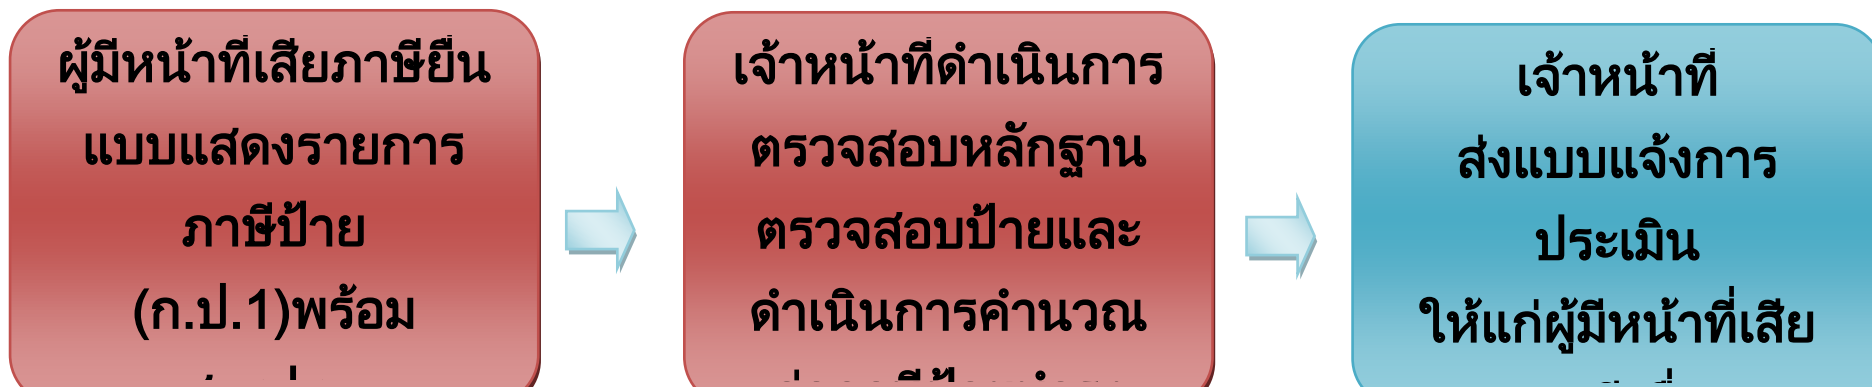 ผู้มีหน้าที่เสียภาษียื่น
แบบแสดงรายการ
ภาษีป้าย
(ก.ป.1)พร้อม
เจ้าหน้าที่ดำเนินการ
ตรวจสอบหลักฐาน
ตรวจสอบป้ายและ
ดำเนินการคำนวณ
เจ้าหน้าที่
ส่งแบบแจ้งการ
ประเมิน
ให้แก่ผู้มีหน้าที่เสีย